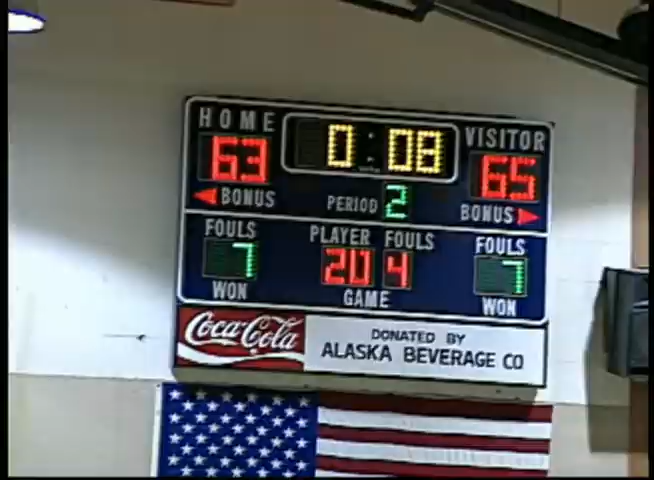 HOME 0:08 VISITOR
63 65
◀ BONUS PERIOD 2 BONUS ▶
FOULS PLAYER FOULS FOULS
7 20 4 7
WON GAME WON
Coca-Cola DONATED BY
ALASKA BEVERAGE CO